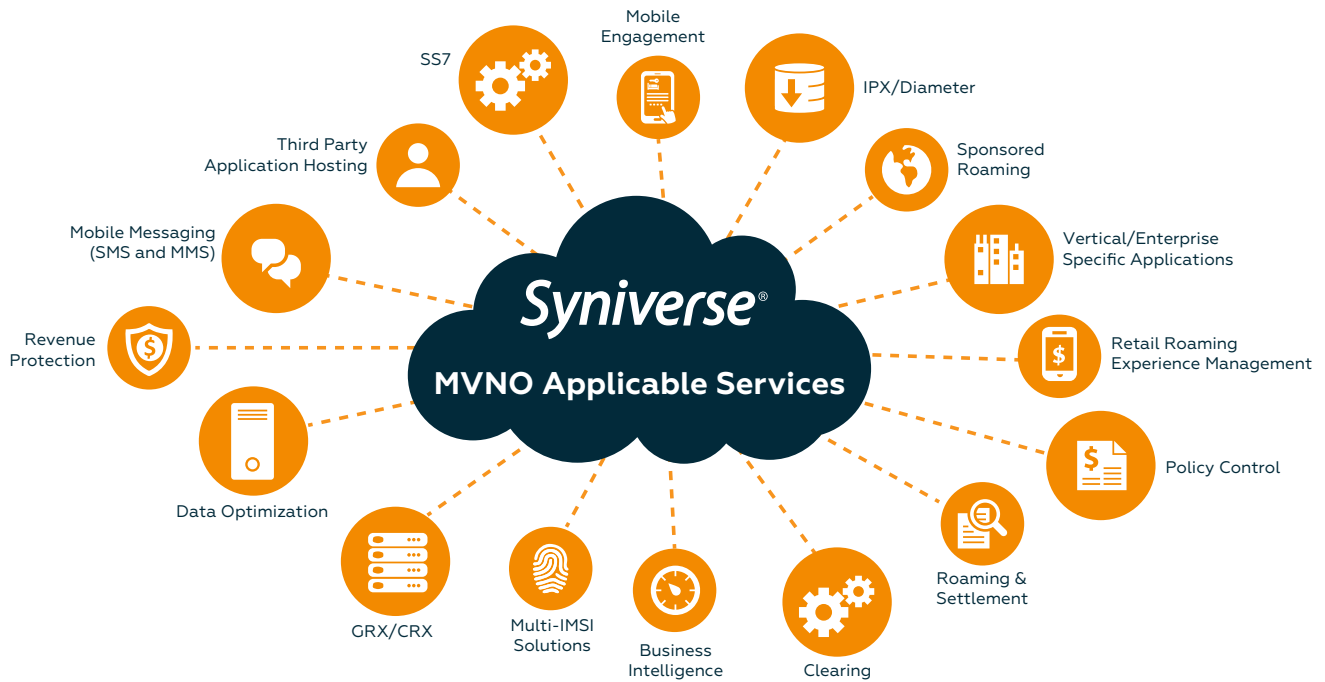 Mobile
Engagement
SS7
IPX/Diameter
Third Party
Application Hosting
Sponsored
Roaming
Mobile Messaging
(SMS and MMS)
Vertical/Enterprise
Specific Applications
Syniverse®
MVNO Applicable Services
Revenue
Protection
$
Retail Roaming
Experience Management
$
Policy Control
$
Data Optimization
Roaming &
Settlement
GRX/CRX
Multi-IMSI
Solutions
Business
Intelligence
Clearing